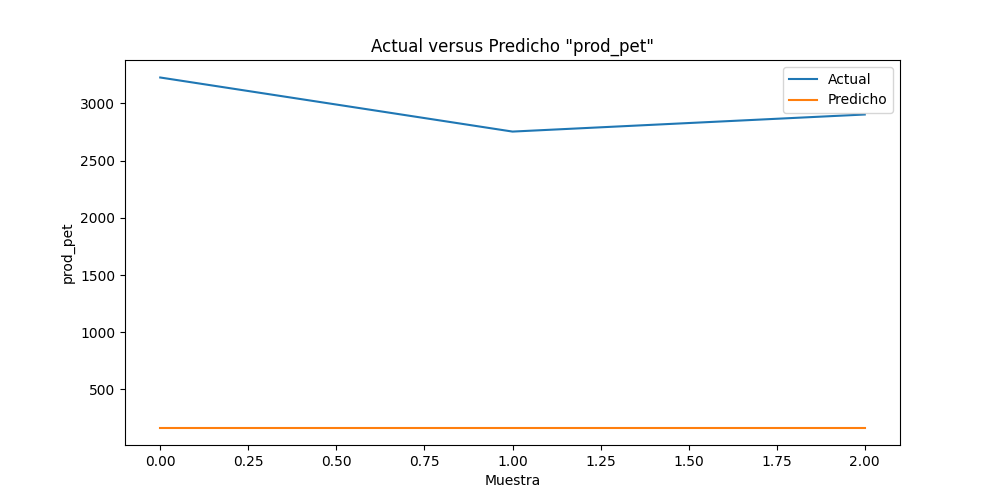 Actual versus Predicho "prod_pet"
Actual
Predicho
3000
2500
2000
1500
1000
500
prod_pet
0.00 0.25 0.50 0.75 1.00 1.25 1.50 1.75 2.00
Muestra